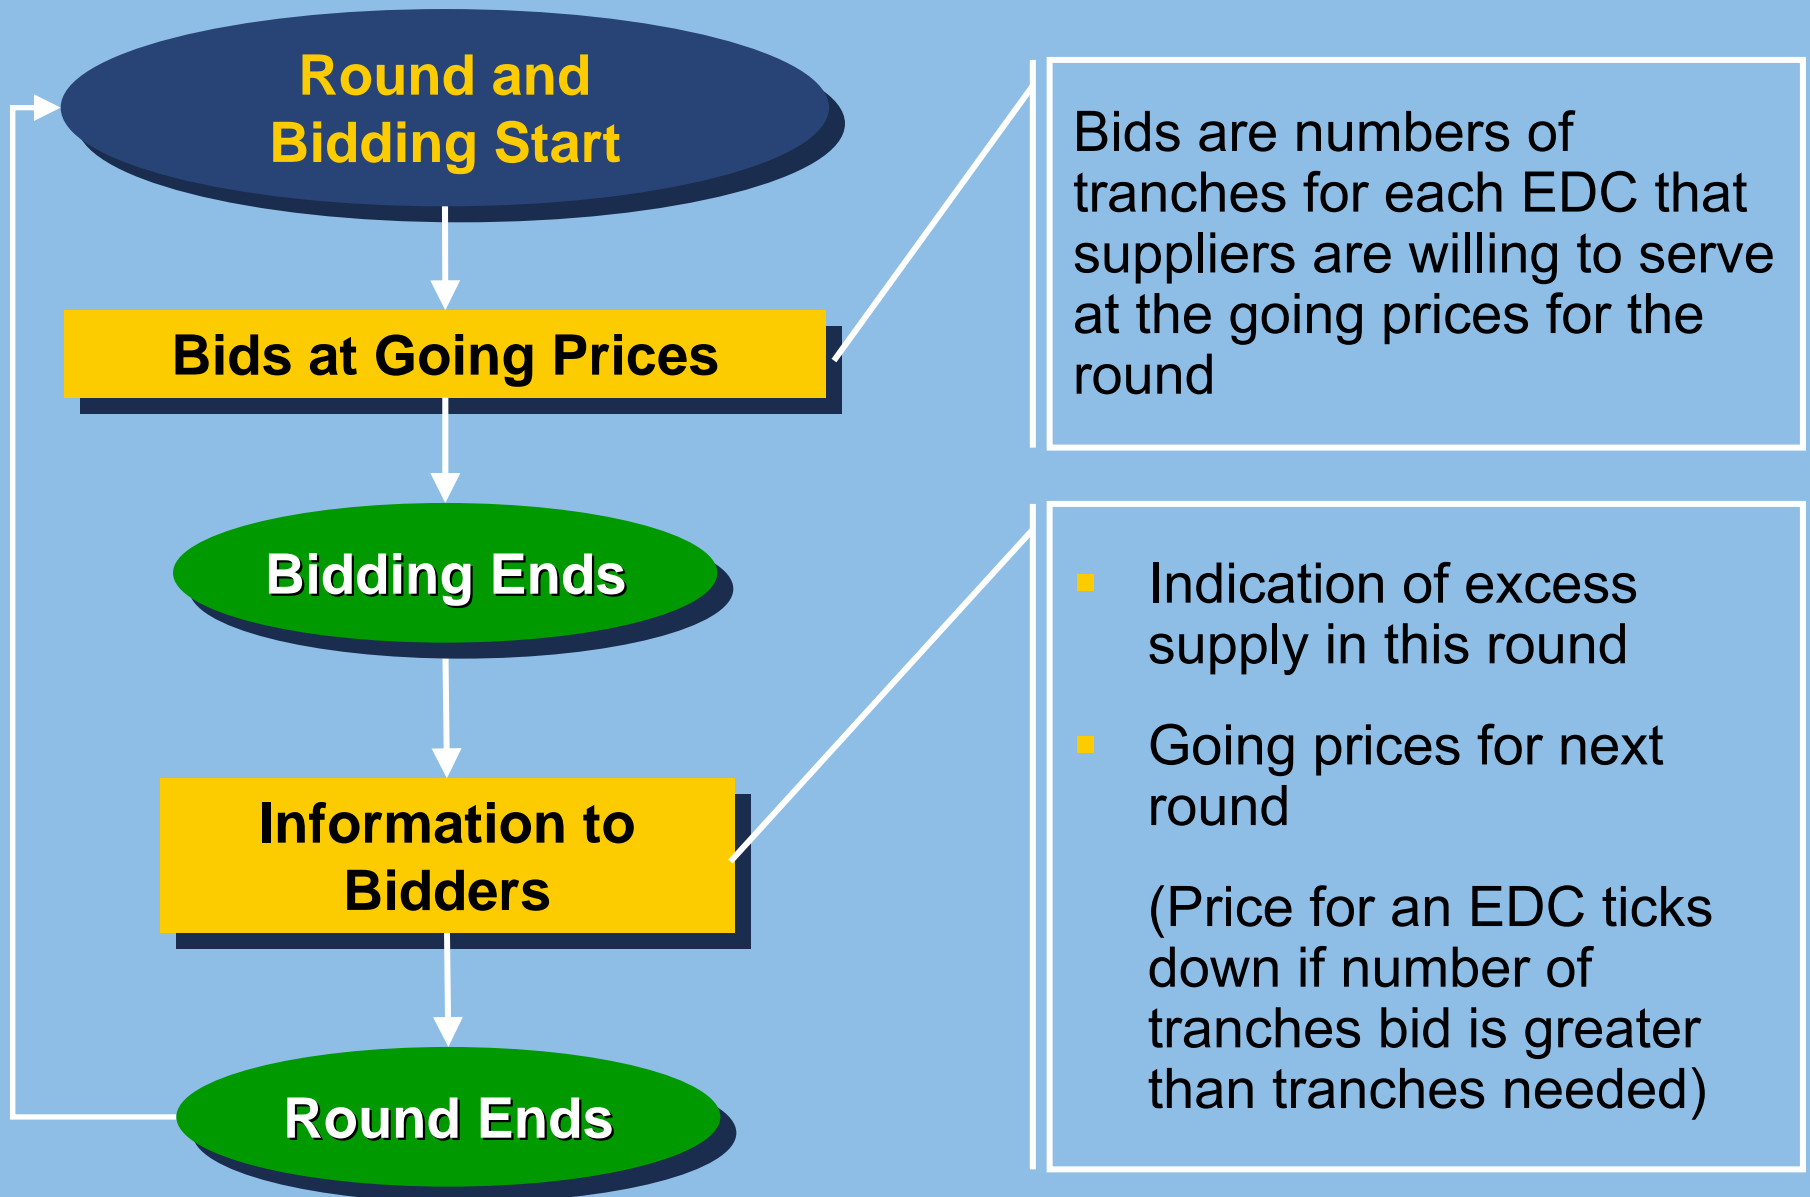 Round and
Bidding Start
Bids at Going Prices
Bidding Ends
Information to
Bidders
Round Ends
Bids are numbers of
tranches for each EDC that
suppliers are willing to serve
at the going prices for the
round
Indication of excess
supply in this round
Going prices for next
round
(Price for an EDC ticks
down if number of
tranches bid is greater
than tranches needed)